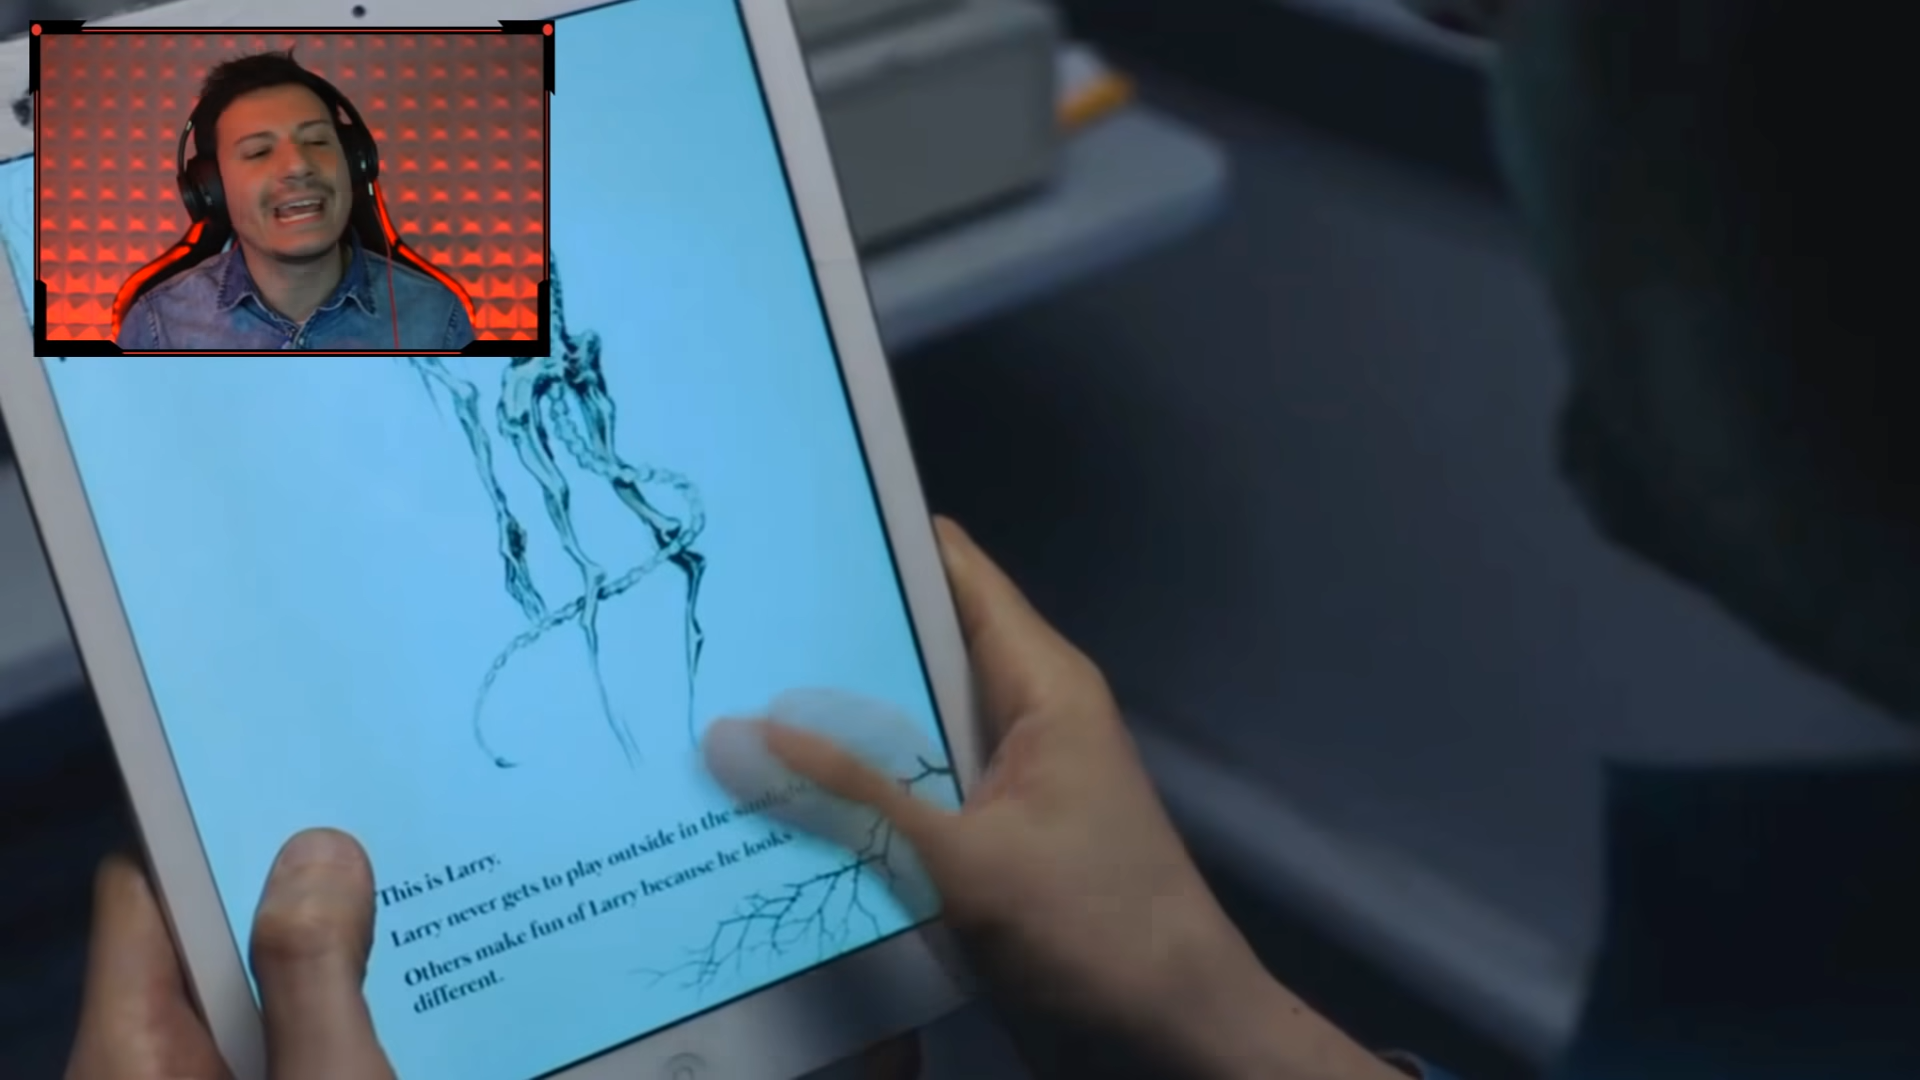 This is Larry.
Larry never gets to play outside in the sunlight.
Others make fun of Larry because he looks
different.